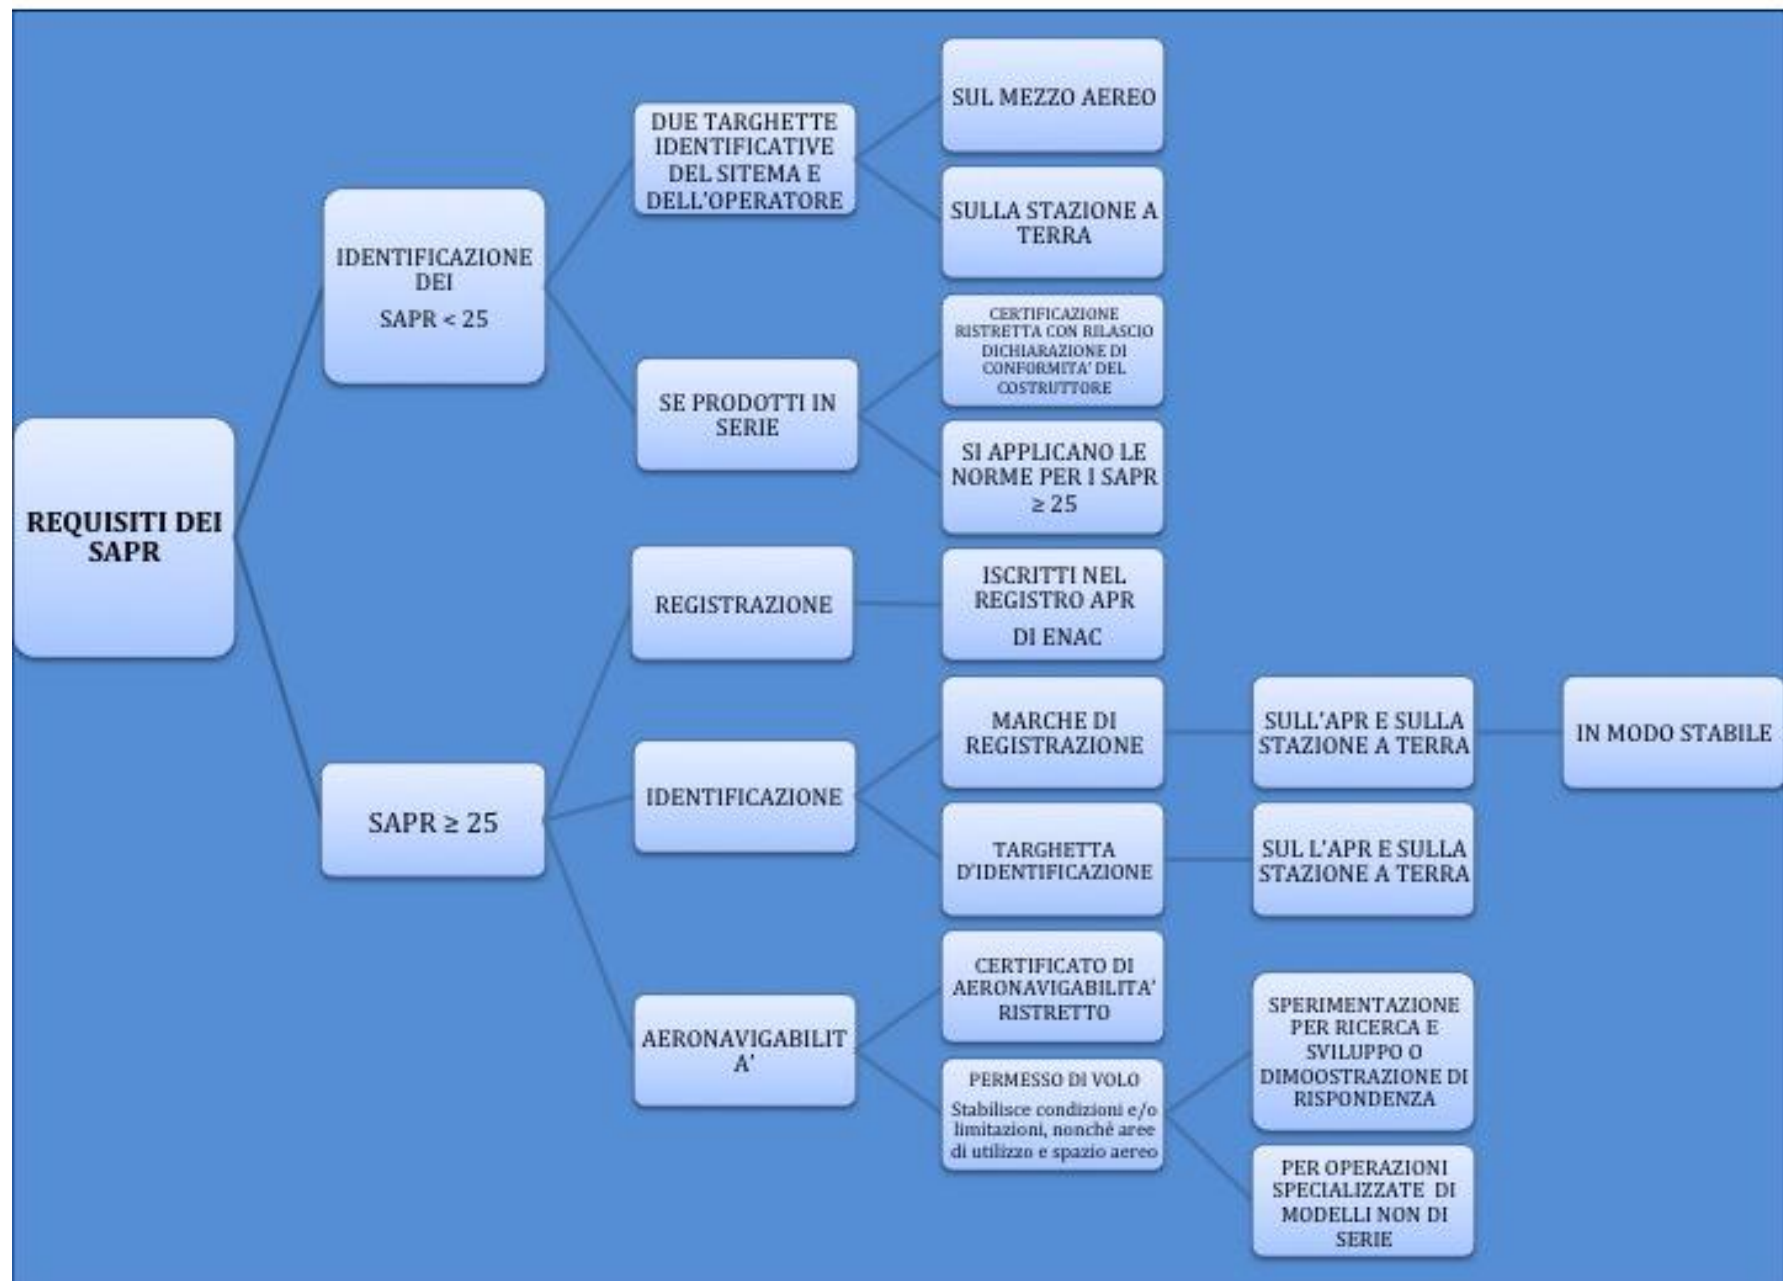 REQUISITI DEI
SAPR
IDENTIFICAZIONE
DEI
SAPR < 25
DUE TARGHETTE
IDENTIFICATIVE
DEL SITEMA E
DELL'OPERATORE
SUL MEZZO AEREO
SULLA STAZIONE A
TERRA
SE PRODOTTI IN
SERIE
CERTIFICAZIONE
RISTRETTA CON RILASCIO
DICHIARAZIONE DI
CONFORMITA' DEL
COSTRUTTORE
SI APPLICANO LE
NORME PER I SAPR
≥ 25
SAPR ≥ 25
REGISTRAZIONE
ISCRITTI NEL
REGISTRO APR
DI ENAC
IDENTIFICAZIONE
MARCHE DI
REGISTRAZIONE
SULL'APR E SULLA
STAZIONE A TERRA
IN MODO STABILE
TARGHETTA
D'IDENTIFICAZIONE
SUL L'APR E SULLA
STAZIONE A TERRA
AERONAVIGABILIT
A'
CERTIFICATO DI
AERONAVIGABILITA'
RISTRETTO
PERMESSO DI VOLO
Stabilisce condizioni e/o
limitazioni, nonchè aree
di utilizzo e spazio aereo
SPERIMENTAZIONE
PER RICERCA E
SVILUPPO O
DIMOOSTRAZIONE DI
RISPONDENZA
PER OPERAZIONI
SPECIALIZZATE DI
MODELLI NON DI
SERIE